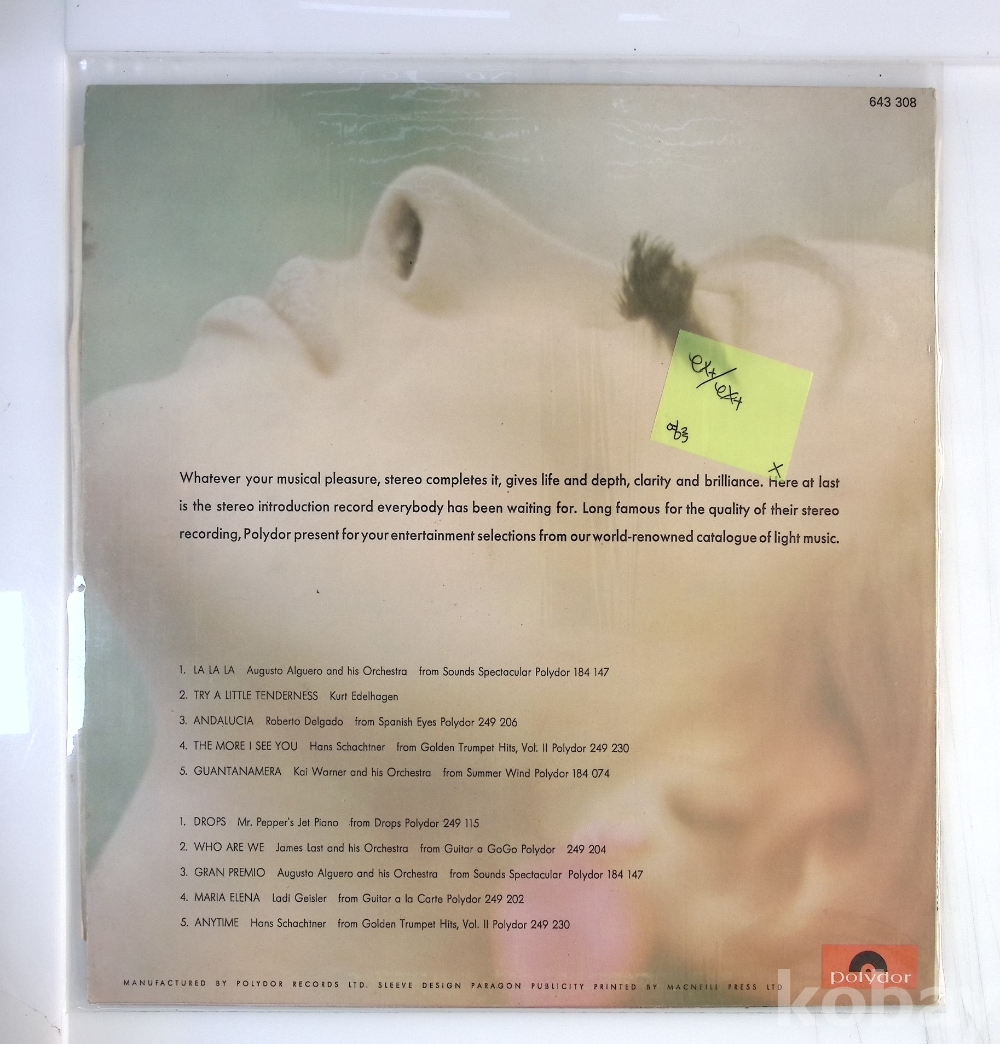 643 308
ex+/ex+
Whatever your musical pleasure, stereo completes it, gives life and depth, clarity and brilliance. Here at last
is the stereo introduction record everybody has been waiting for. Long famous for the quality of their stereo
recording, Polydor present for your entertainment selections from our world-renowned catalogue of light music.
1. LA LA LA Augusto Alguero and his Orchestra from Sounds Spectacular Polydor 184 147
2. TRY A LITTLE TENDERNESS Kurt Edelhagen
3. ANDALUCIA Roberto Delgado from Spanish Eyes Polydor 249 206
4. THE MORE I SEE YOU Hans Schachtner from Golden Trumpet Hits, Vol. II Polydor 249 230
5. GUANTANAMERA Kai Warner and his Orchestra from Summer Wind Polydor 184 074
1. DROPS Mr. Pepper's Jet Piano from Drops Polydor 249 115
2. WHO ARE WE James Last and his Orchestra from Guitar a GoGo Polydor 249 204
3. GRAN PREMIO Augusto Alguero and his Orchestra from Sounds Spectacular Polydor 184 147
4. MARIA ELENA Ladi Geisler from Guitar a la Carte Polydor 249 202
5. ANYTIME Hans Schachtner from Golden Trumpet Hits, Vol. II Polydor 249 230
polydor
MANUFACTURED BY POLYDOR RECORDS LTD. SLEEVE DESIGN PARAGON PUBLICITY PRINTED BY MACNEILL PRESS LTD